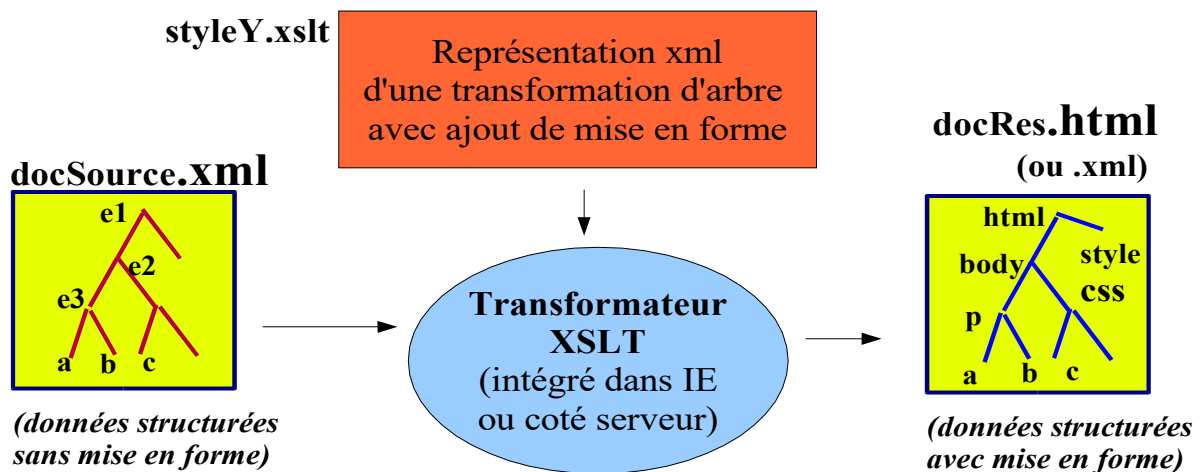 styleY.xslt
Représentation xml
d'une transformation d'arbre
avec ajout de mise en forme
docSource.xml
e1
e2
e3
a
b
c
(données structurées
sans mise en forme)
Transformateur
XSLT
(intégré dans IE
ou coté serveur)
docRes.html
(ou .xml)
html
body
style
css
p
a
b
c
(données structurées
avec mise en forme)